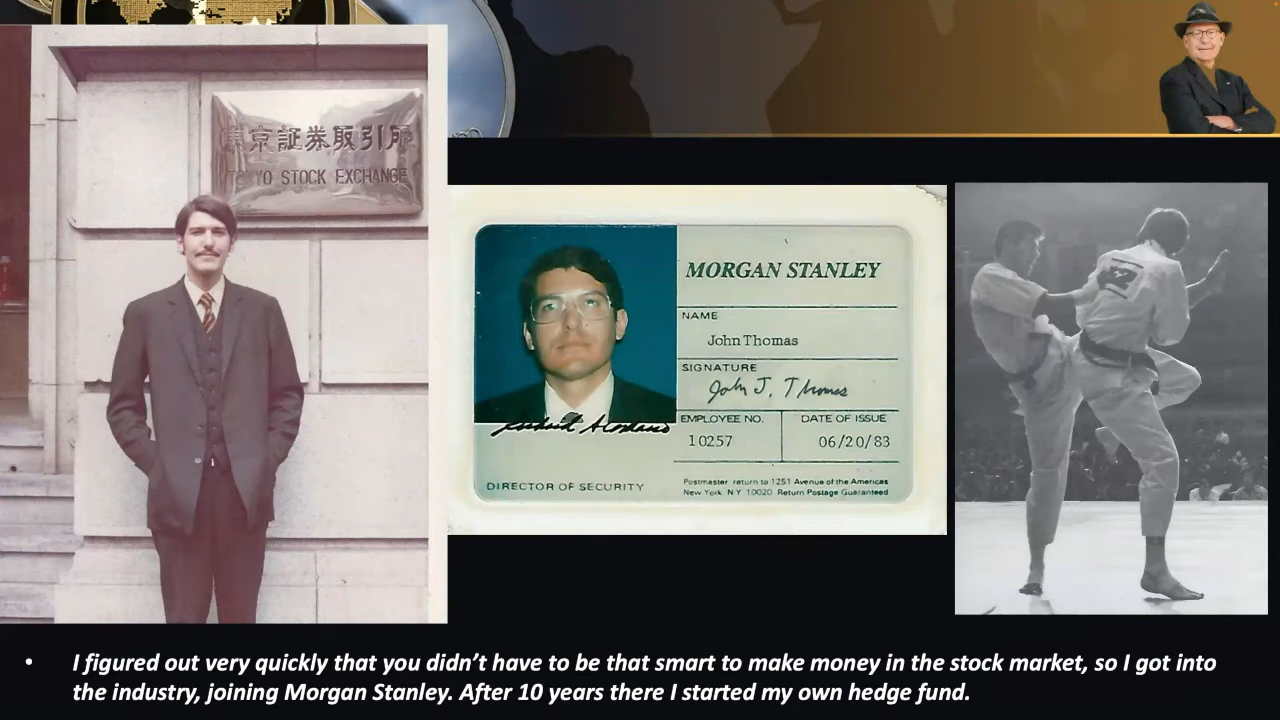 東京証券取引所
TOKYO STOCK EXCHANGE
MORGAN STANLEY
NAME
John Thomas
SIGNATURE
John J. Thomas
EMPLOYEE NO.
DATE OF ISSUE
10257
06/20/83
DIRECTOR OF SECURITY
Postmaster return to 1251 Avenue of the Americas
New York NY 10020 Return Postage Guaranteed
• I figured out very quickly that you didn't have to be that smart to make money in the stock market, so I got into
the industry, joining Morgan Stanley. After 10 years there I started my own hedge fund.